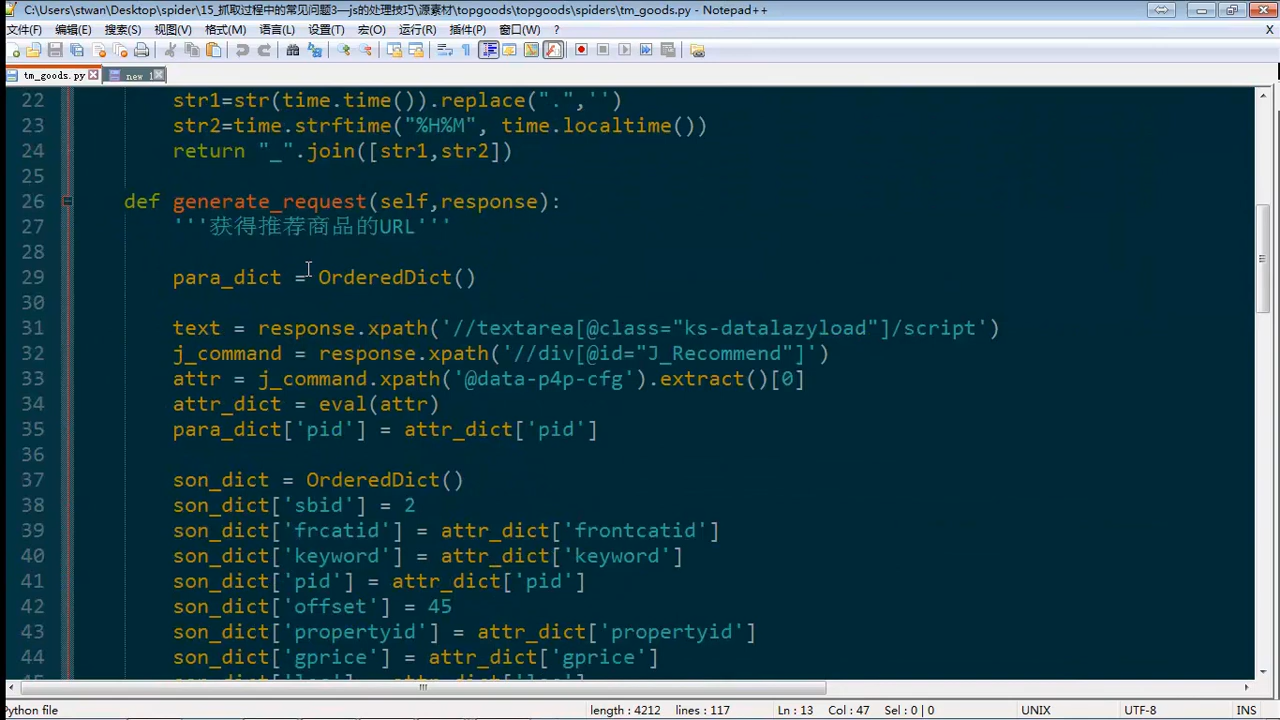 C:\Users\stwan\Desktop\spider\15_抓取过程中的常见问题3—js的处理技巧\源素材\topgoods\topgoods\spiders\tm_goods.py - Notepad++
文件(F) 编辑(E) 搜索(S) 视图(V) 格式(M) 语言(L) 设置(T) 宏(O) 运行(R) 插件(P) 窗口(W) ? X
tm_goods.py new 1
22 str1=str(time.time()).replace(".",'')
23 str2=time.strftime("%H%M", time.localtime())
24 return "_".join([str1,str2])
25
26 def generate_request(self,response):
27 '''获得推荐商品的URL'''
28
29 para_dict = OrderedDict()
30
31 text = response.xpath('//textarea[@class="ks-datalazyload"]/script')
32 j_command = response.xpath('//div[@id="J_Recommend"]')
33 attr = j_command.xpath('@data-p4p-cfg').extract()[0]
34 attr_dict = eval(attr)
35 para_dict['pid'] = attr_dict['pid']
36
37 son_dict = OrderedDict()
38 son_dict['sbid'] = 2
39 son_dict['frcatid'] = attr_dict['frontcatid']
40 son_dict['keyword'] = attr_dict['keyword']
41 son_dict['pid'] = attr_dict['pid']
42 son_dict['offset'] = 45
43 son_dict['propertyid'] = attr_dict['propertyid']
44 son_dict['gprice'] = attr_dict['gprice']
Python file length : 4212 lines : 117 Ln : 13 Col : 47 Sel : 0 | 0 UNIX UTF-8 INS